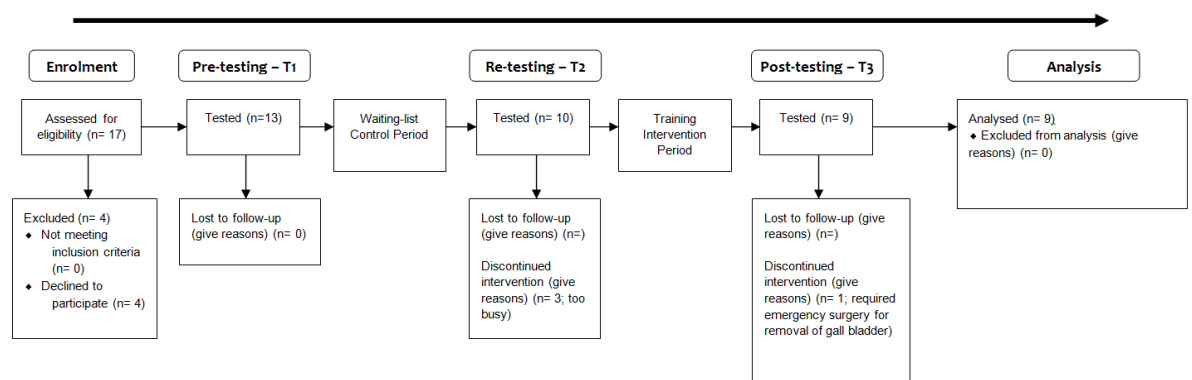 Enrolment
Pre-testing – T1
Re-testing – T2
Post-testing – T3
Analysis
Assessed for
eligibility (n= 17)
Tested (n=13)
Waiting-list
Control Period
Tested (n= 10)
Training
Intervention
Period
Tested (n= 9)
Analysed (n= 9)
♦ Excluded from analysis (give
reasons) (n= 0)
Excluded (n= 4)
♦ Not meeting
inclusion criteria
(n= 0)
♦ Declined to
participate (n= 4)
Lost to follow-up
(give reasons) (n= 0)
Lost to follow-up
(give reasons) (n=)
Discontinued
intervention (give
reasons) (n= 3; too
busy)
Lost to follow-up (give
reasons) (n=)
Discontinued
intervention (give
reasons) (n= 1; required
emergency surgery for
removal of gall bladder)